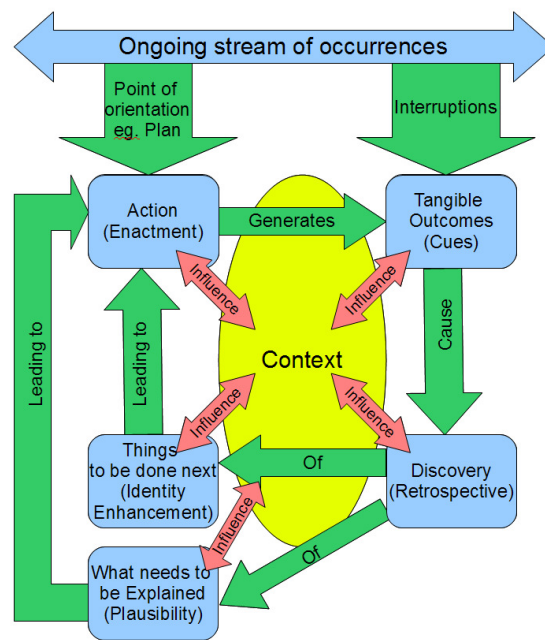 Ongoing stream of occurrences
Point of
orientation
eg. Plan
Interruptions
Action
(Enactment)
Generates
Tangible
Outcomes
(Cues)
Influence
Influence
Leading to
Leading to
Context
Cause
Influence
Influence
Things
to be done next
(Identity
Enhancement)
Of
Discovery
(Retrospective)
Influence
Of
What needs to
be Explained
(Plausibility)